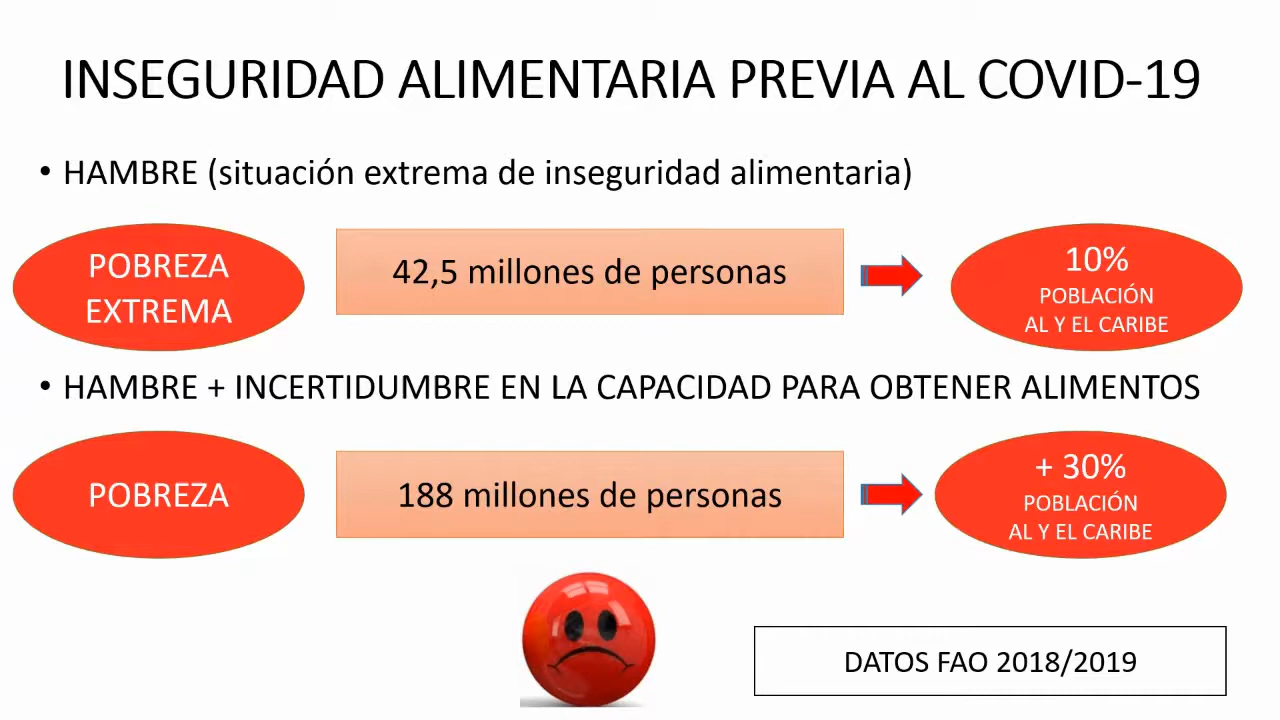 INSEGURIDAD ALIMENTARIA PREVIA AL COVID-19
• HAMBRE (situación extrema de inseguridad alimentaria)
POBREZA
EXTREMA
42,5 millones de personas
10%
POBLACIÓN
AL Y EL CARIBE
• HAMBRE + INCERTIDUMBRE EN LA CAPACIDAD PARA OBTENER ALIMENTOS
POBREZA
188 millones de personas
+ 30%
POBLACIÓN
AL Y EL CARIBE
DATOS FAO 2018/2019